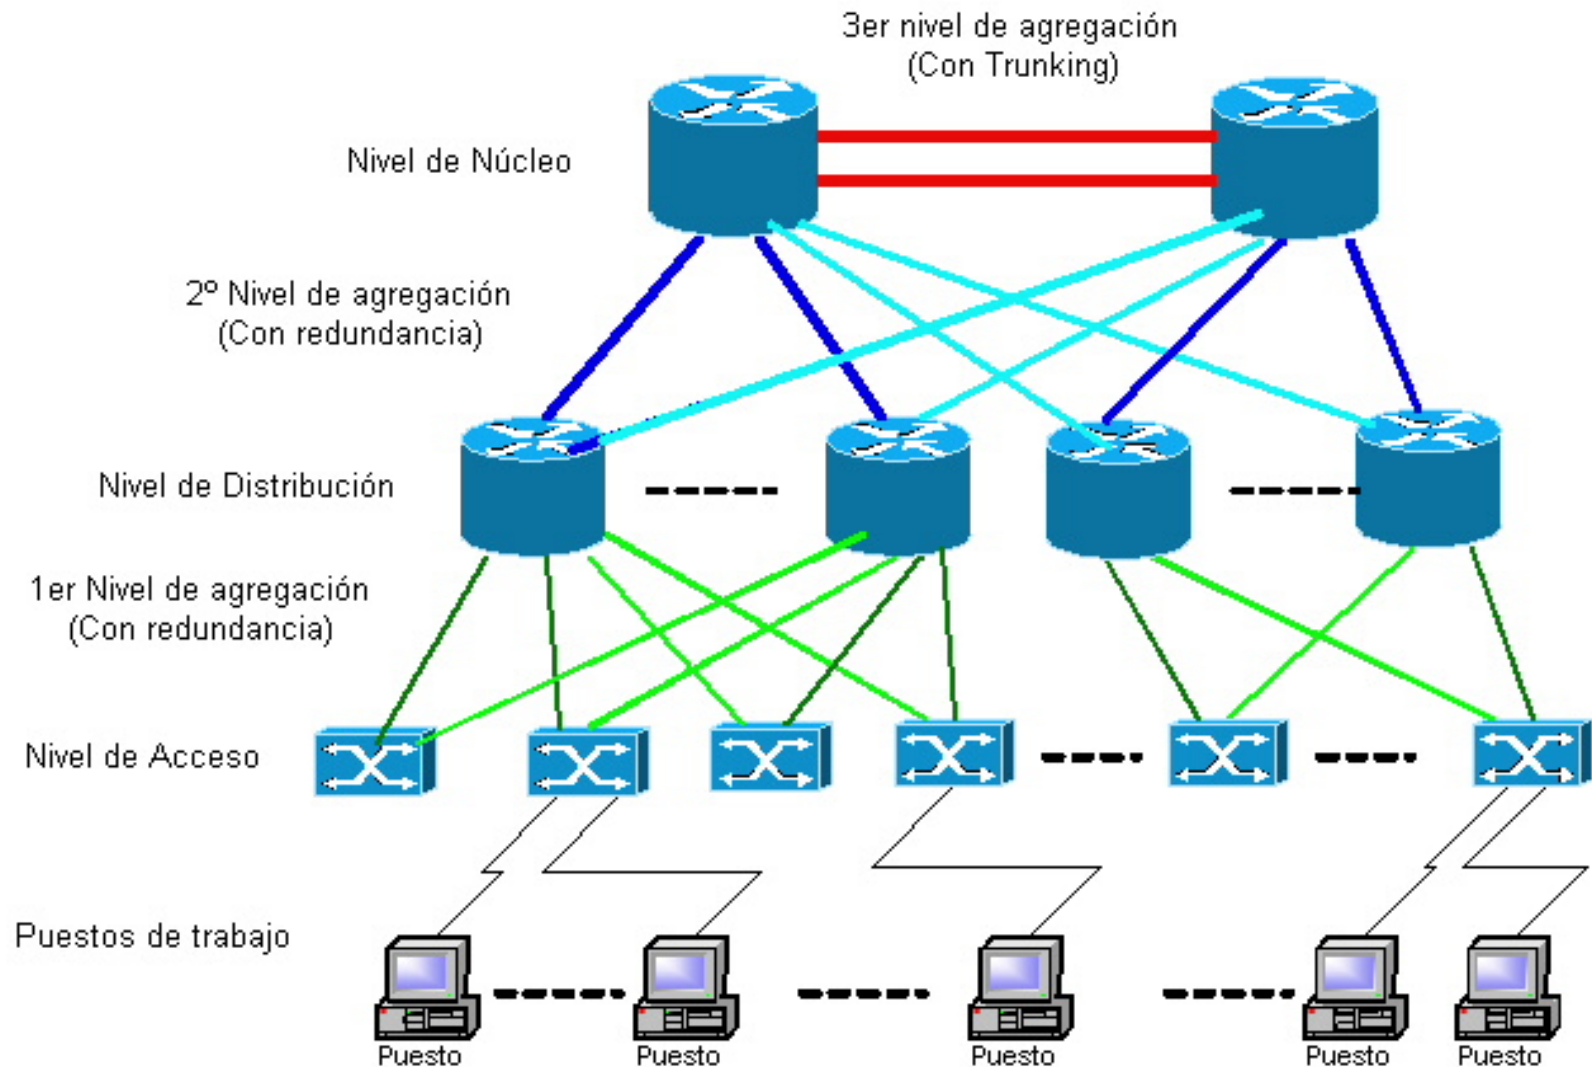 3er nivel de agregación
(Con Trunking)
Nivel de Núcleo
2º Nivel de agregación
(Con redundancia)
Nivel de Distribución
1er Nivel de agregación
(Con redundancia)
Nivel de Acceso
Puestos de trabajo
Puesto
Puesto
Puesto
Puesto
Puesto